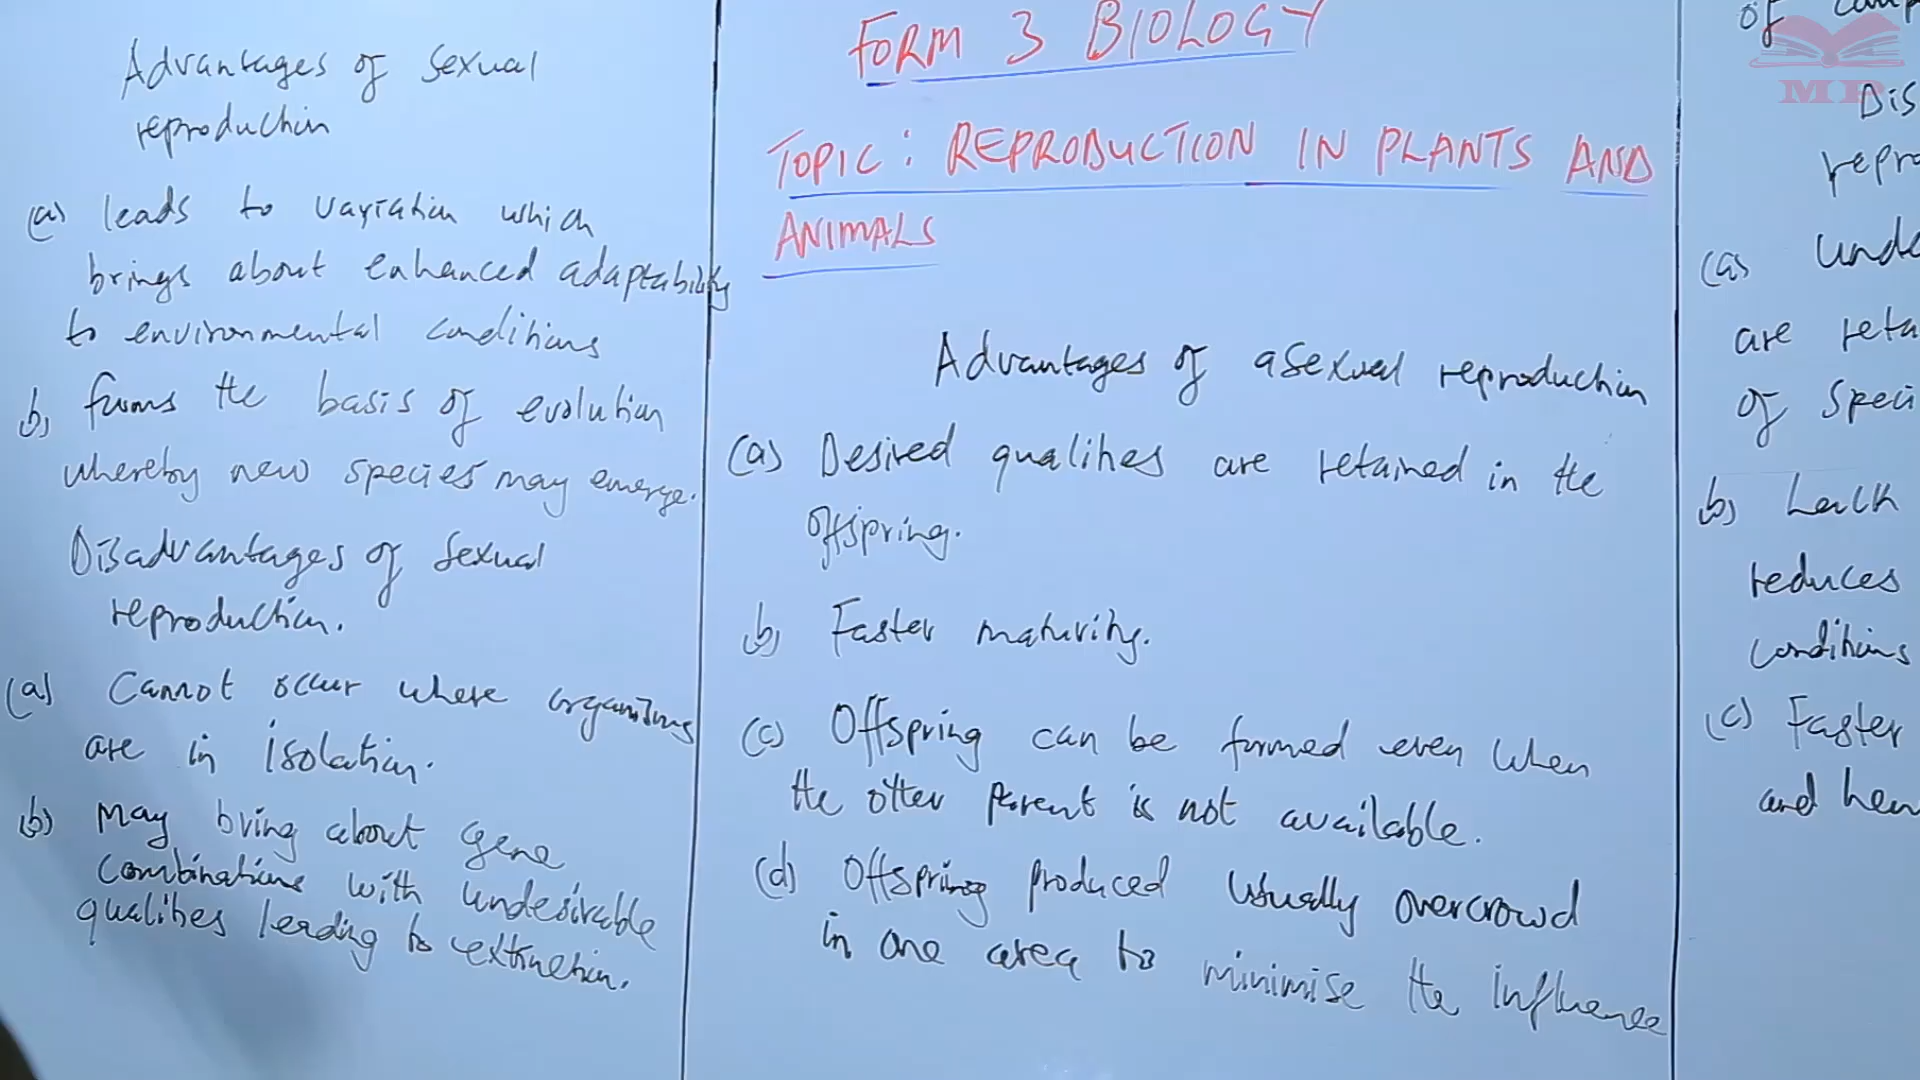 Advantages of sexual
reproduction
(a) leads to variation which
brings about enhanced adaptability
to environmental conditions
b) forms the basis of evolution
whereby new species may emerge.
Disadvantages of sexual
reproduction.
(a) Cannot occur where organisms
are in isolation.
(b) May bring about gene
combinations with undesirable
qualities leading to extinction.
FORM 3 BIOLOGY
TOPIC: REPRODUCTION IN PLANTS AND
ANIMALS
Advantages of asexual reproduction
(a) Desired qualities are retained in the
offspring.
b) Faster maturity.
(c) Offspring can be formed even when
the other parent is not available.
(d) Offspring produced usually overcrowd
in one area to minimise the influence
of
MP
Dis
repro
(a) unde
are reta
of speci
b) Lack
reduces
conditions
(c) Faster
and hen